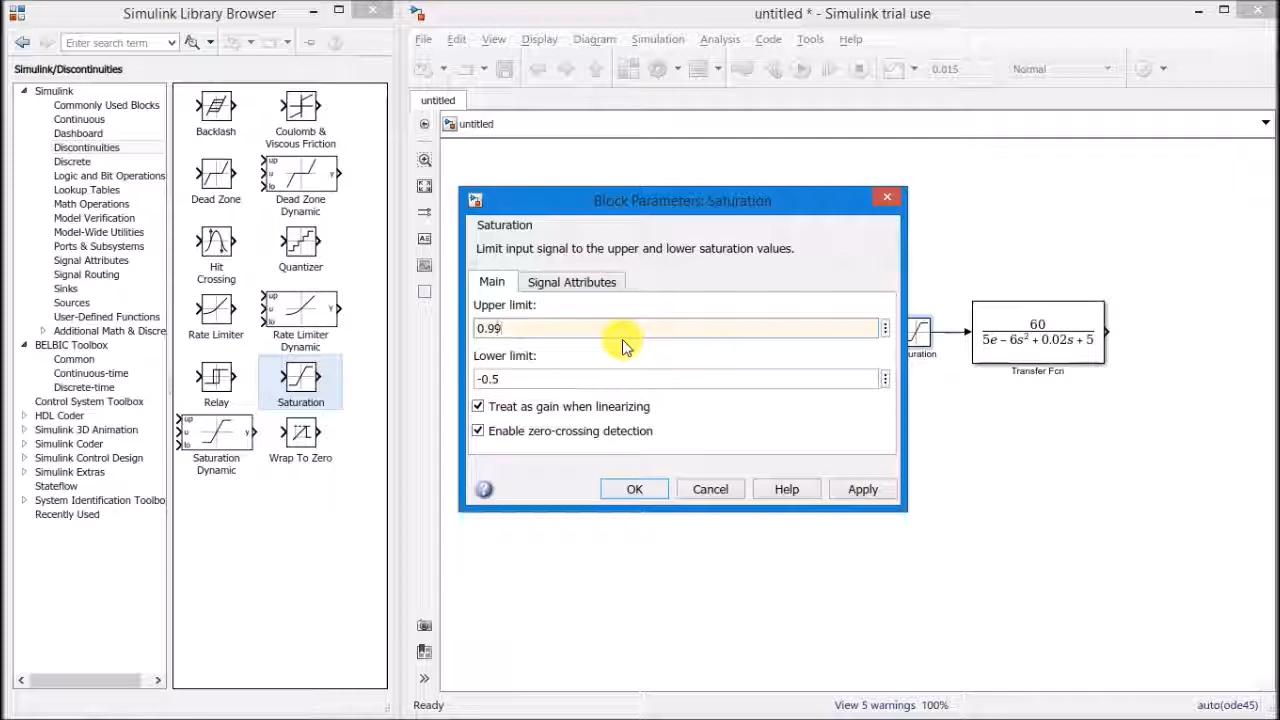 Simulink Library Browser
Enter search term
Simulink/Discontinuities
Simulink
Commonly Used Blocks
Continuous
Dashboard
Discontinuities
Discrete
Logic and Bit Operations
Lookup Tables
Math Operations
Model Verification
Model-Wide Utilities
Ports & Subsystems
Signal Attributes
Signal Routing
Sinks
Sources
User-Defined Functions
Additional Math & Discre
BELBIC Toolbox
Common
Continuous-time
Discrete-time
Control System Toolbox
HDL Coder
Simulink 3D Animation
Simulink Coder
Simulink Control Design
Simulink Extras
Stateflow
System Identification Toolbo
Recently Used
Backlash
Coulomb &
Viscous Friction
up
u
lo
y
Dead Zone
Dead Zone
Dynamic
Hit
Crossing
Quantizer
up
u
lo
y
Rate Limiter
Rate Limiter
Dynamic
Relay
Saturation
up
u
lo
y
Saturation
Dynamic
Wrap To Zero
untitled * - Simulink trial use
File Edit View Display Diagram Simulation Analysis Code Tools Help
0.015 Normal
untitled
untitled
Block Parameters: Saturation
Saturation
Limit input signal to the upper and lower saturation values.
Main Signal Attributes
Upper limit:
0.99
Lower limit:
-0.5
Treat as gain when linearizing
Enable zero-crossing detection
OK Cancel Help Apply
uration
60
5e − 6s² + 0.02s + 5
Transfer Fcn
Ready View 5 warnings 100% auto(ode45)